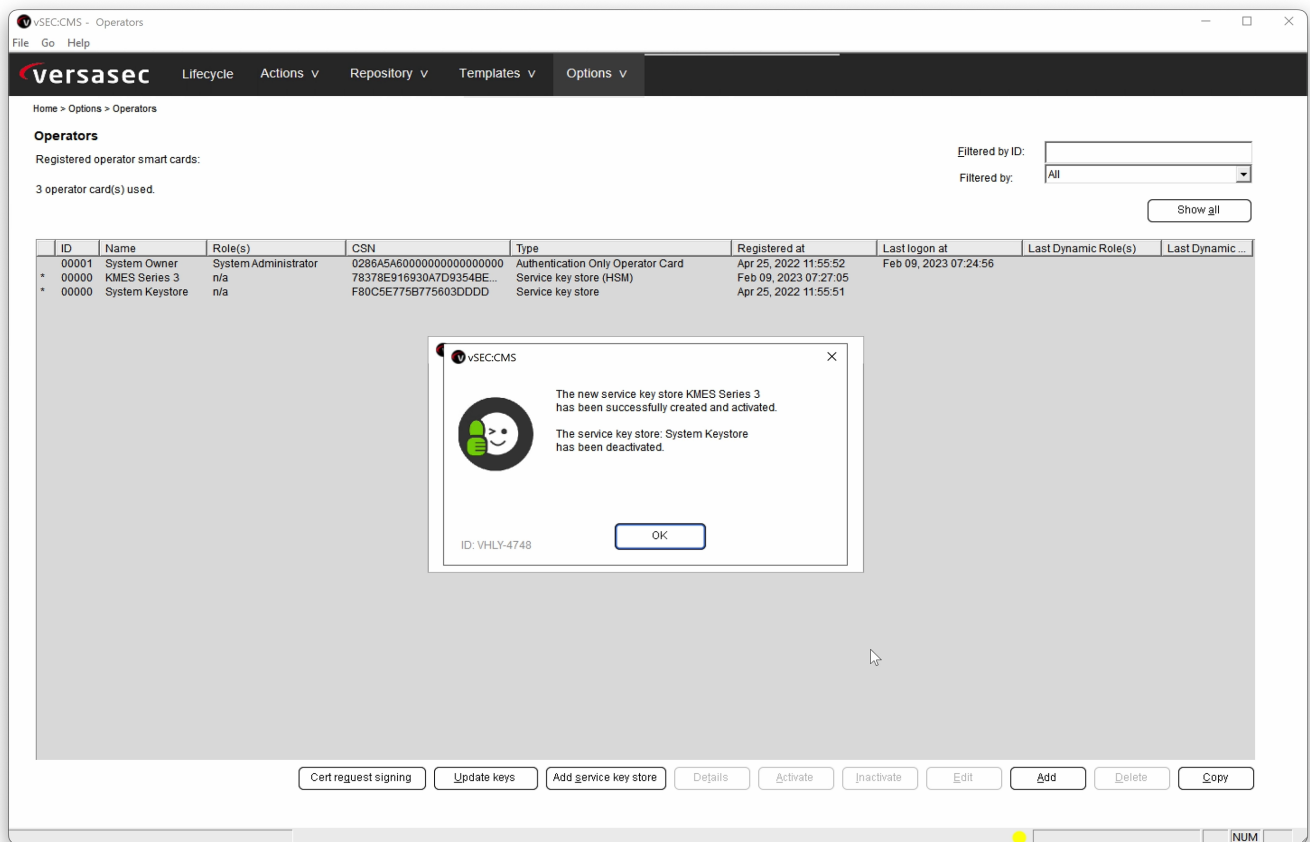 vSEC:CMS - Operators
File Go Help
versasec Lifecycle Actions v Repository v Templates v Options v
Home > Options > Operators
Operators
Registered operator smart cards:
3 operator card(s) used.
Filtered by ID:
Filtered by: All
Show all
ID Name Role(s) CSN Type Registered at Last logon at Last Dynamic Role(s) Last Dynamic ...
00001 System Owner System Administrator 0286A5A60000000000000000 Authentication Only Operator Card Apr 25, 2022 11:55:52 Feb 09, 2023 07:24:56
* 00000 KMES Series 3 n/a 78378E916930A7D9354BE... Service key store (HSM) Feb 09, 2023 07:27:05
* 00000 System Keystore n/a F80C5E775B775603DDDD Service key store Apr 25, 2022 11:55:51
vSEC:CMS
The new service key store KMES Series 3
has been successfully created and activated.
The service key store: System Keystore
has been deactivated.
OK
ID: VHLY-4748
Cert request signing Update keys Add service key store Details Activate Inactivate Edit Add Delete Copy
NUM